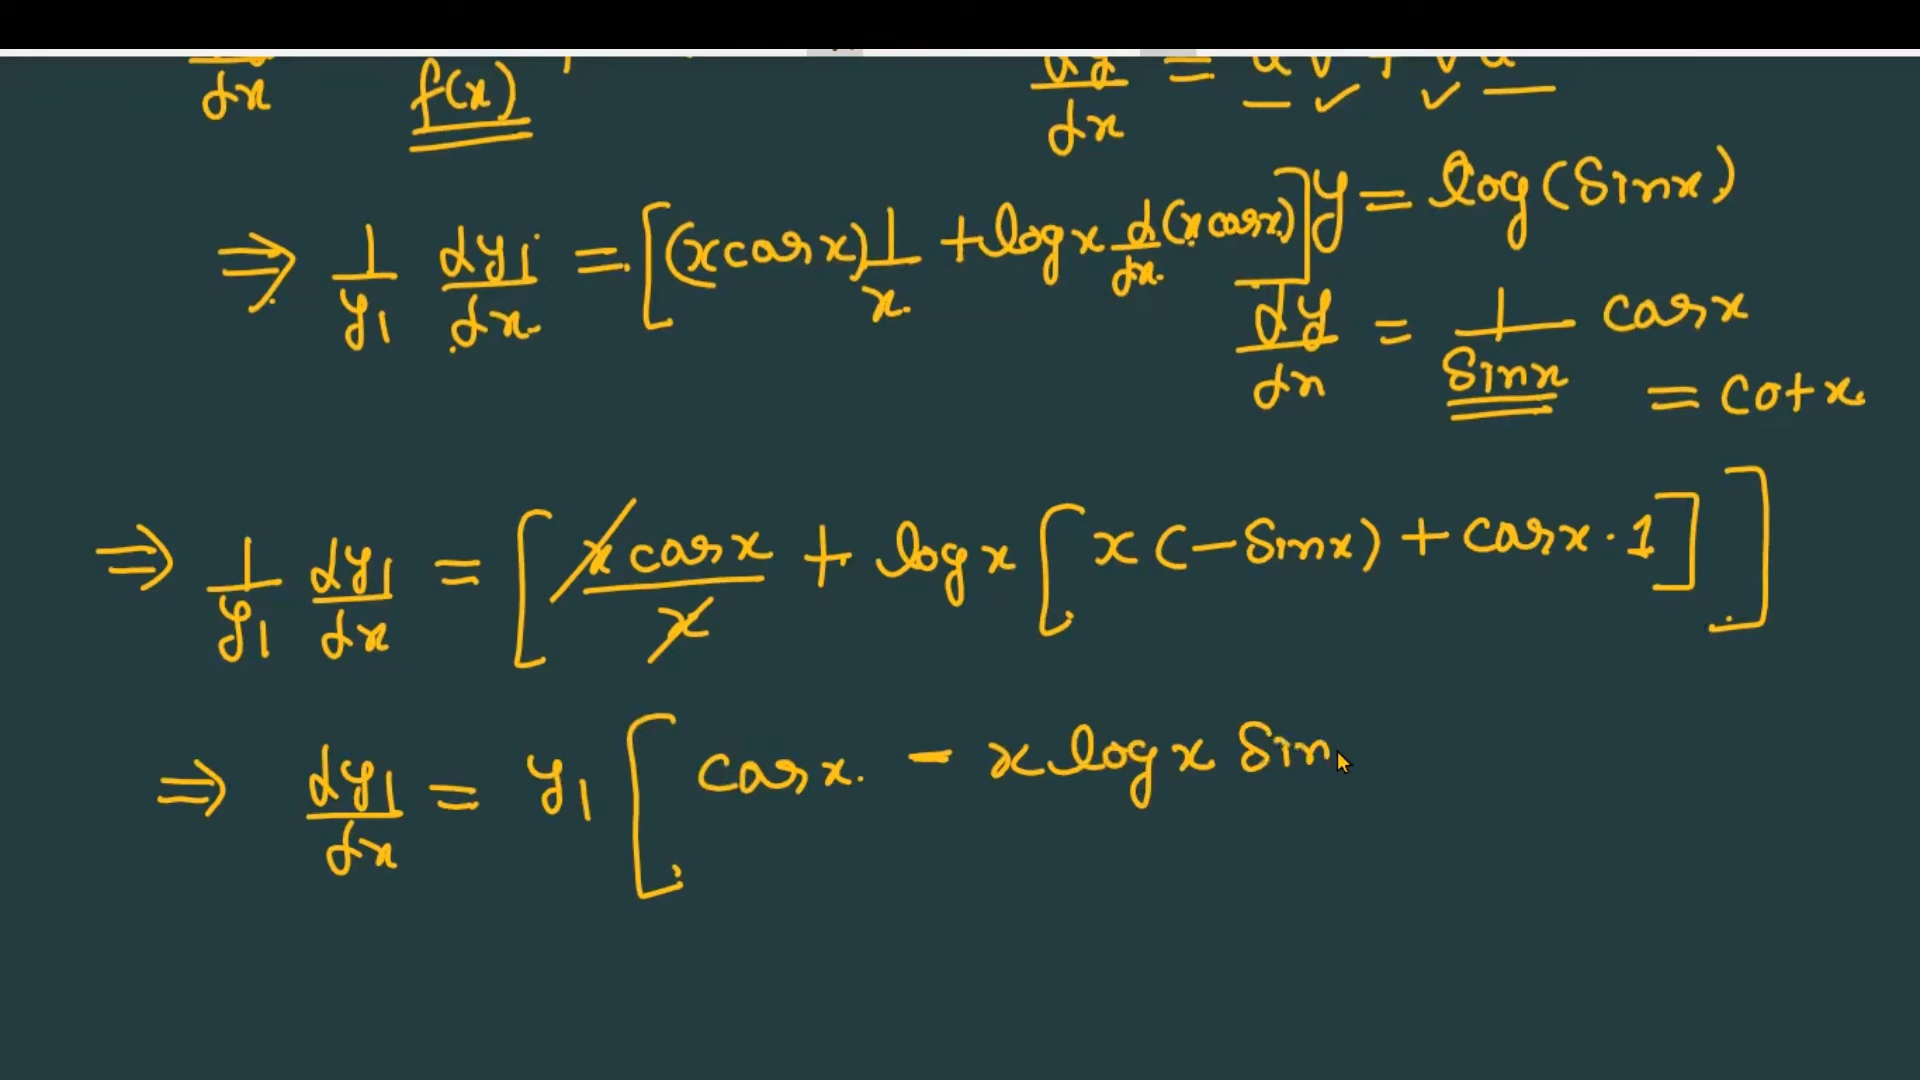 dx f(x)
dy/dx = u v + v u
⇒ 1/y₁ dy₁/dx = [(x cos x) 1/x + log x d/dx (x cos x)]
y = log(sin x)
dy/dx = 1/sin x cos x
= cot x
⇒ 1/y₁ dy₁/dx = [x cos x/x + log x [x(-sin x) + cos x · 1]]
⇒ dy₁/dx = y₁ [cos x - x log x sin